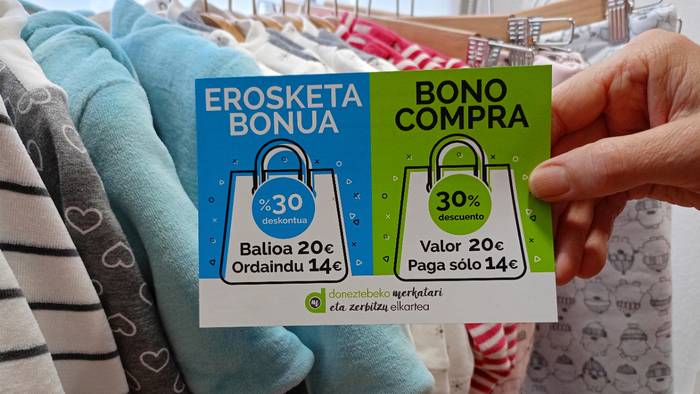 EROSKETA
BONUA
%30
deskontua
Balioa 20€
Ordaindu 14€
BONO
COMPRA
30%
descuento
Valor 20€
Paga sólo 14€
doneztebeko merkatari
eta zerbitzu elkartea